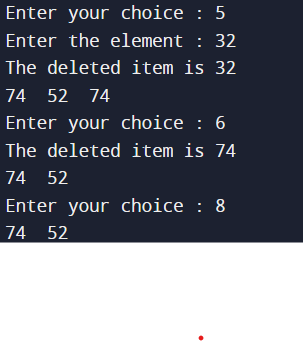 Enter your choice : 5
Enter the element : 32
The deleted item is 32
74  52  74
Enter your choice : 6
The deleted item is 74
74  52
Enter your choice : 8
74  52